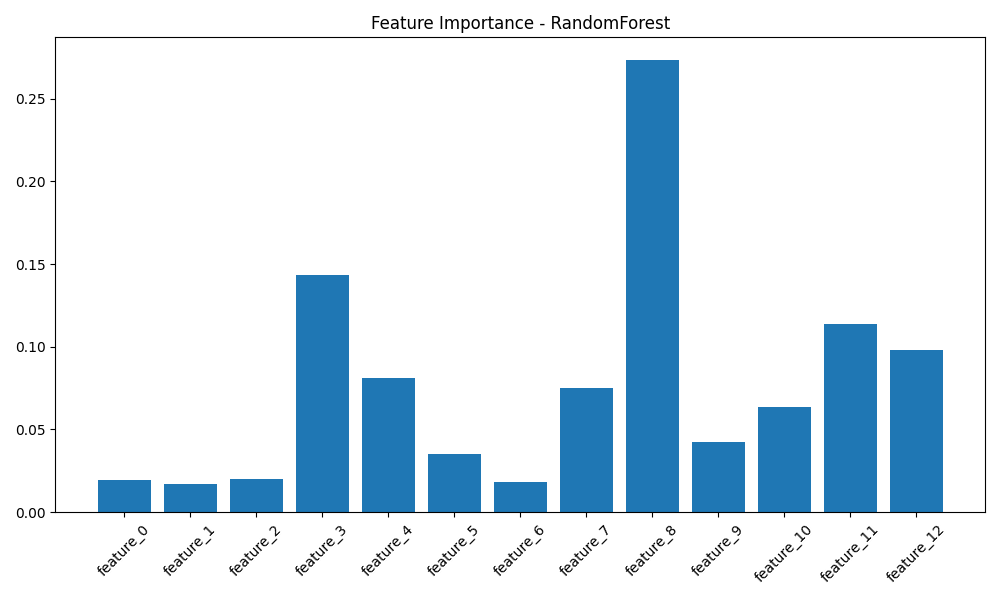 Feature Importance - RandomForest
0.25
0.20
0.15
0.10
0.05
0.00
feature_0
feature_1
feature_2
feature_3
feature_4
feature_5
feature_6
feature_7
feature_8
feature_9
feature_10
feature_11
feature_12